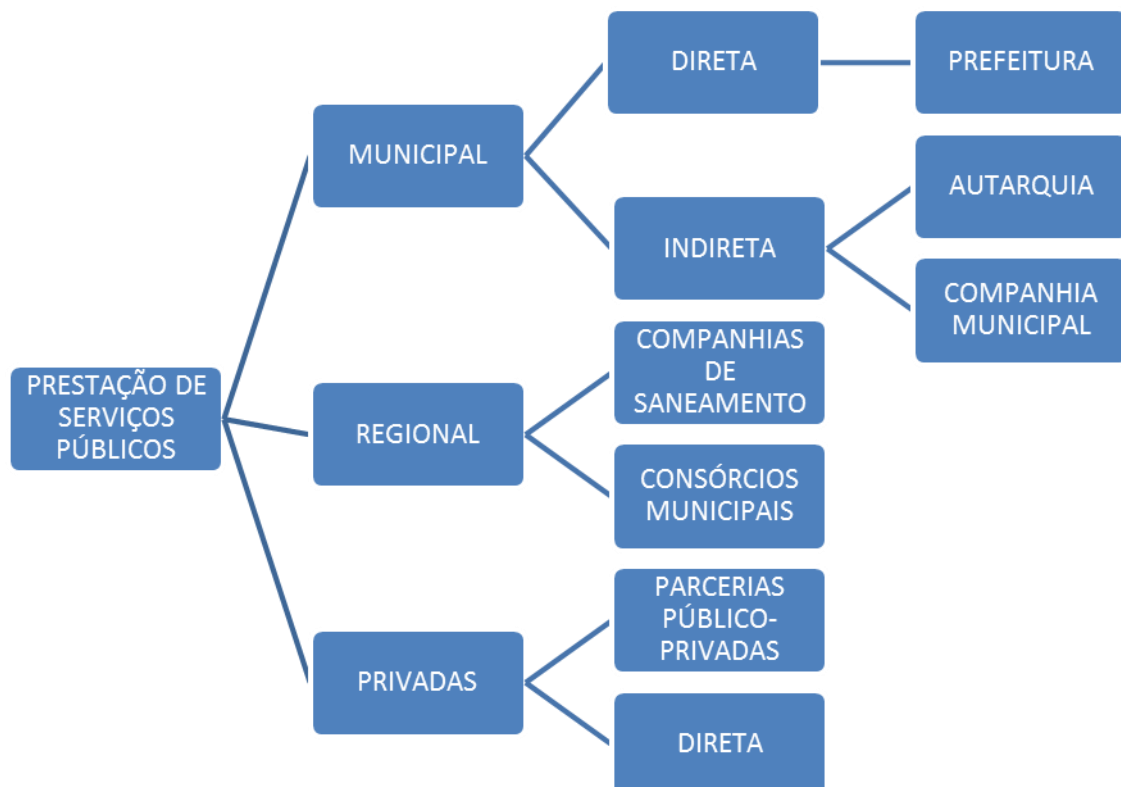 PRESTAÇÃO DE
SERVIÇOS
PÚBLICOS
MUNICIPAL
DIRETA
PREFEITURA
INDIRETA
AUTARQUIA
COMPANHIA
MUNICIPAL
REGIONAL
COMPANHIAS
DE
SANEAMENTO
CONSÓRCIOS
MUNICIPAIS
PRIVADAS
PARCERIAS
PÚBLICO-
PRIVADAS
DIRETA